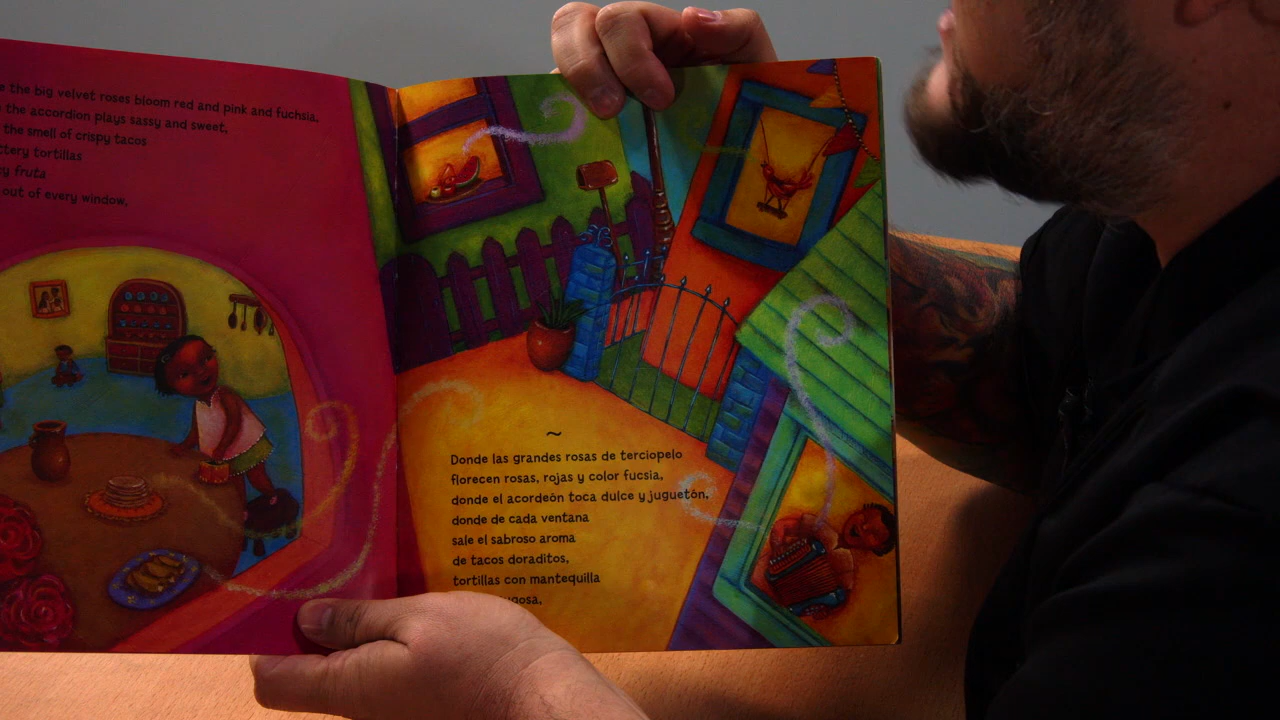 the big velvet roses bloom red and pink and fuchsia,
the accordion plays sassy and sweet,
the smell of crispy tacos
tortillas
fruta
out of every window,
~
Donde las grandes rosas de terciopelo
florecen rosas, rojas y color fucsia,
donde el acordeón toca dulce y juguetón,
donde de cada ventana
sale el sabroso aroma
de tacos doraditos,
tortillas con mantequilla